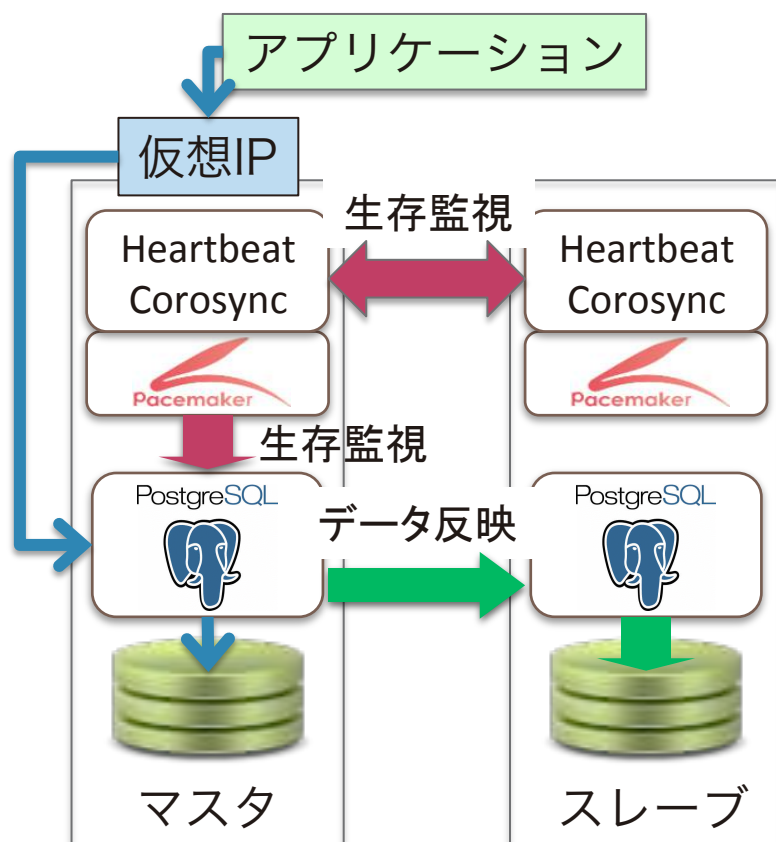 アプリケーション
仮想IP
生存監視
Heartbeat
Corosync
Heartbeat
Corosync
Pacemaker
Pacemaker
生存監視
PostgreSQL
データ反映
PostgreSQL
マスタ
スレーブ